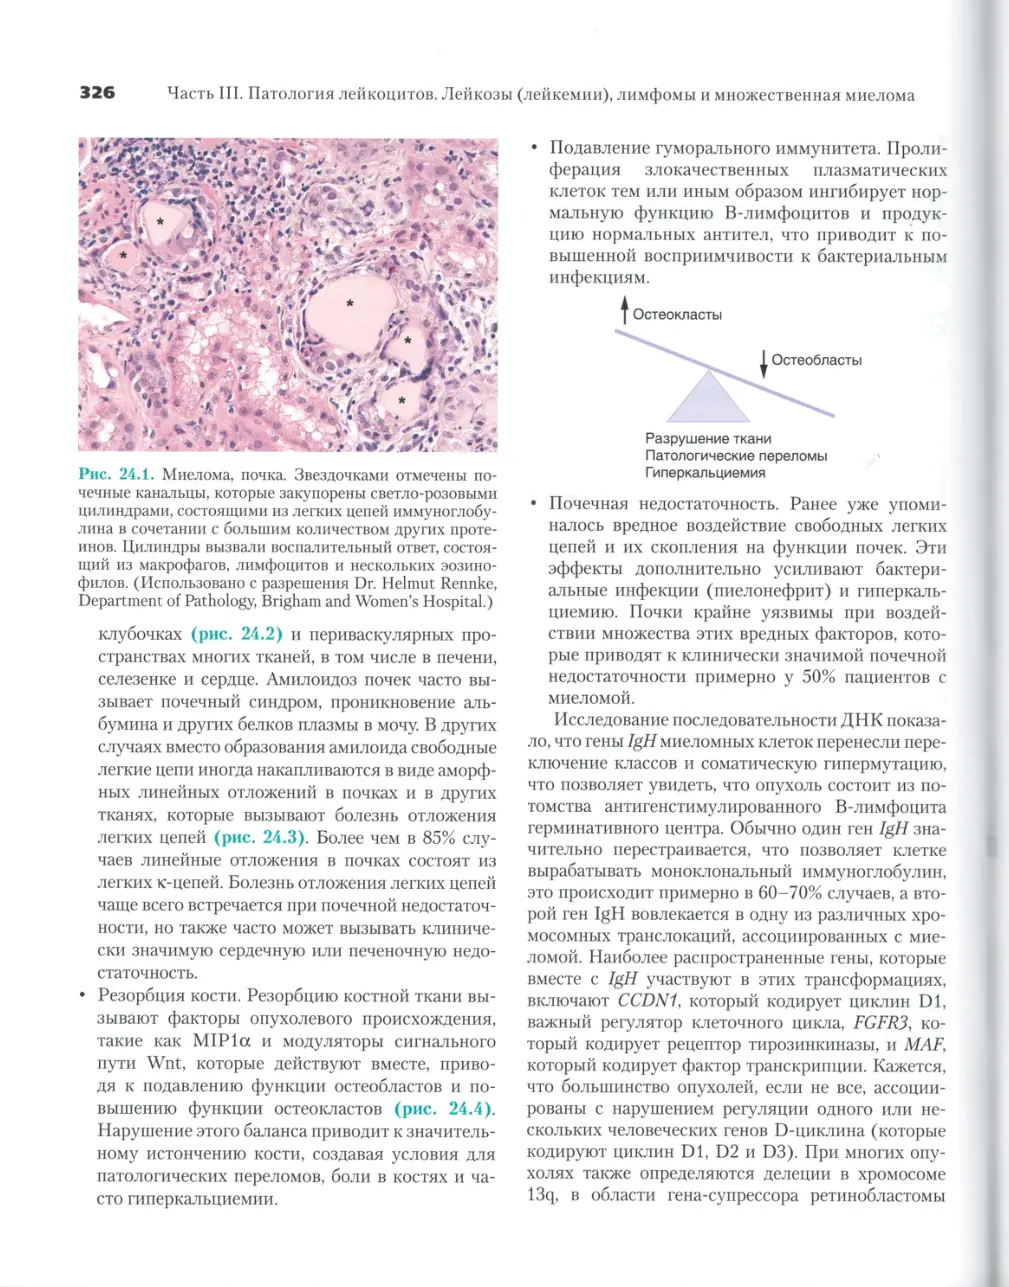 326 Часть III. Патология лейкоцитов. Лейкозы (лейкемии), лимфомы и множественная миелома
* * * * *
Рис. 24.1. Миелома, почка. Звездочками отмечены по-
чечные канальцы, которые закупорены светло-розовыми
цилиндрами, состоящими из легких цепей иммуноглобу-
лина в сочетании с большим количеством других проте-
инов. Цилиндры вызвали воспалительный ответ, состоя-
щий из макрофагов, лимфоцитов и нескольких эозино-
филов. (Использовано с разрешения Dr. Helmut Rennke,
Department of Pathology, Brigham and Women's Hospital.)
клубочках (рис. 24.2) и периваскулярных про-
странствах многих тканей, в том числе в печени,
селезенке и сердце. Амилоидоз почек часто вы-
зывает почечный синдром, проникновение аль-
бумина и других белков плазмы в мочу. В других
случаях вместо образования амилоида свободные
легкие цепи иногда накапливаются в виде аморф-
ных линейных отложений в почках и в других
тканях, которые вызывают болезнь отложения
легких цепей (рис. 24.3). Более чем в 85% слу-
чаев линейные отложения в почках состоят из
легких κ-цепей. Болезнь отложения легких цепей
чаще всего встречается при почечной недостаточ-
ности, но также часто может вызывать клиниче-
ски значимую сердечную или печеночную недо-
статочность.
• Резорбция кости. Резорбцию костной ткани вы-
зывают факторы опухолевого происхождения,
такие как MIP1α и модуляторы сигнального
пути Wnt, которые действуют вместе, приво-
дя к подавлению функции остеобластов и по-
вышению функции остеокластов (рис. 24.4).
Нарушение этого баланса приводит к значитель-
ному истончению кости, создавая условия для
патологических переломов, боли в костях и ча-
сто гиперкальциемии.
• Подавление гуморального иммунитета. Проли-
ферация злокачественных плазматических
клеток тем или иным образом ингибирует нор-
мальную функцию В-лимфоцитов и продук-
цию нормальных антител, что приводит к по-
вышенной восприимчивости к бактериальным
инфекциям.
Остеокласты
Остеобласты
Разрушение ткани
Патологические переломы
Гиперкальциемия
• Почечная недостаточность. Ранее уже упоми-
налось вредное воздействие свободных легких
цепей и их скопления на функции почек. Эти
эффекты дополнительно усиливают бактери-
альные инфекции (пиелонефрит) и гиперкаль-
циемию. Почки крайне уязвимы при воздей-
ствии множества этих вредных факторов, кото-
рые приводят к клинически значимой почечной
недостаточности примерно у 50% пациентов с
миеломой.
Исследование последовательности ДНК показа-
ло, что гены IgH миеломных клеток перенесли пере-
ключение классов и соматическую гипермутацию,
что позволяет увидеть, что опухоль состоит из по-
томства антигенстимулированного В-лимфоцита
герминативного центра. Обычно один ген IgH зна-
чительно перестраивается, что позволяет клетке
вырабатывать моноклональный иммуноглобулин,
это происходит примерно в 60–70% случаев, а вто-
рой ген IgH вовлекается в одну из различных хро-
мосомных транслокаций, ассоциированных с мие-
ломой. Наиболее распространенные гены, которые
вместе с IgH участвуют в этих трансформациях,
включают CCDN1, который кодирует циклин D1,
важный регулятор клеточного цикла, FGFR3, ко-
торый кодирует рецептор тирозинкиназы, и MAF,
который кодирует фактор транскрипции. Кажется,
что большинство опухолей, если не все, ассоции-
рованы с нарушением регуляции одного или не-
скольких человеческих генов D-циклина (которые
кодируют циклин D1, D2 и D3). При многих опу-
холях также определяются делеции в хромосоме
13q, в области гена-супрессора ретинобластомы